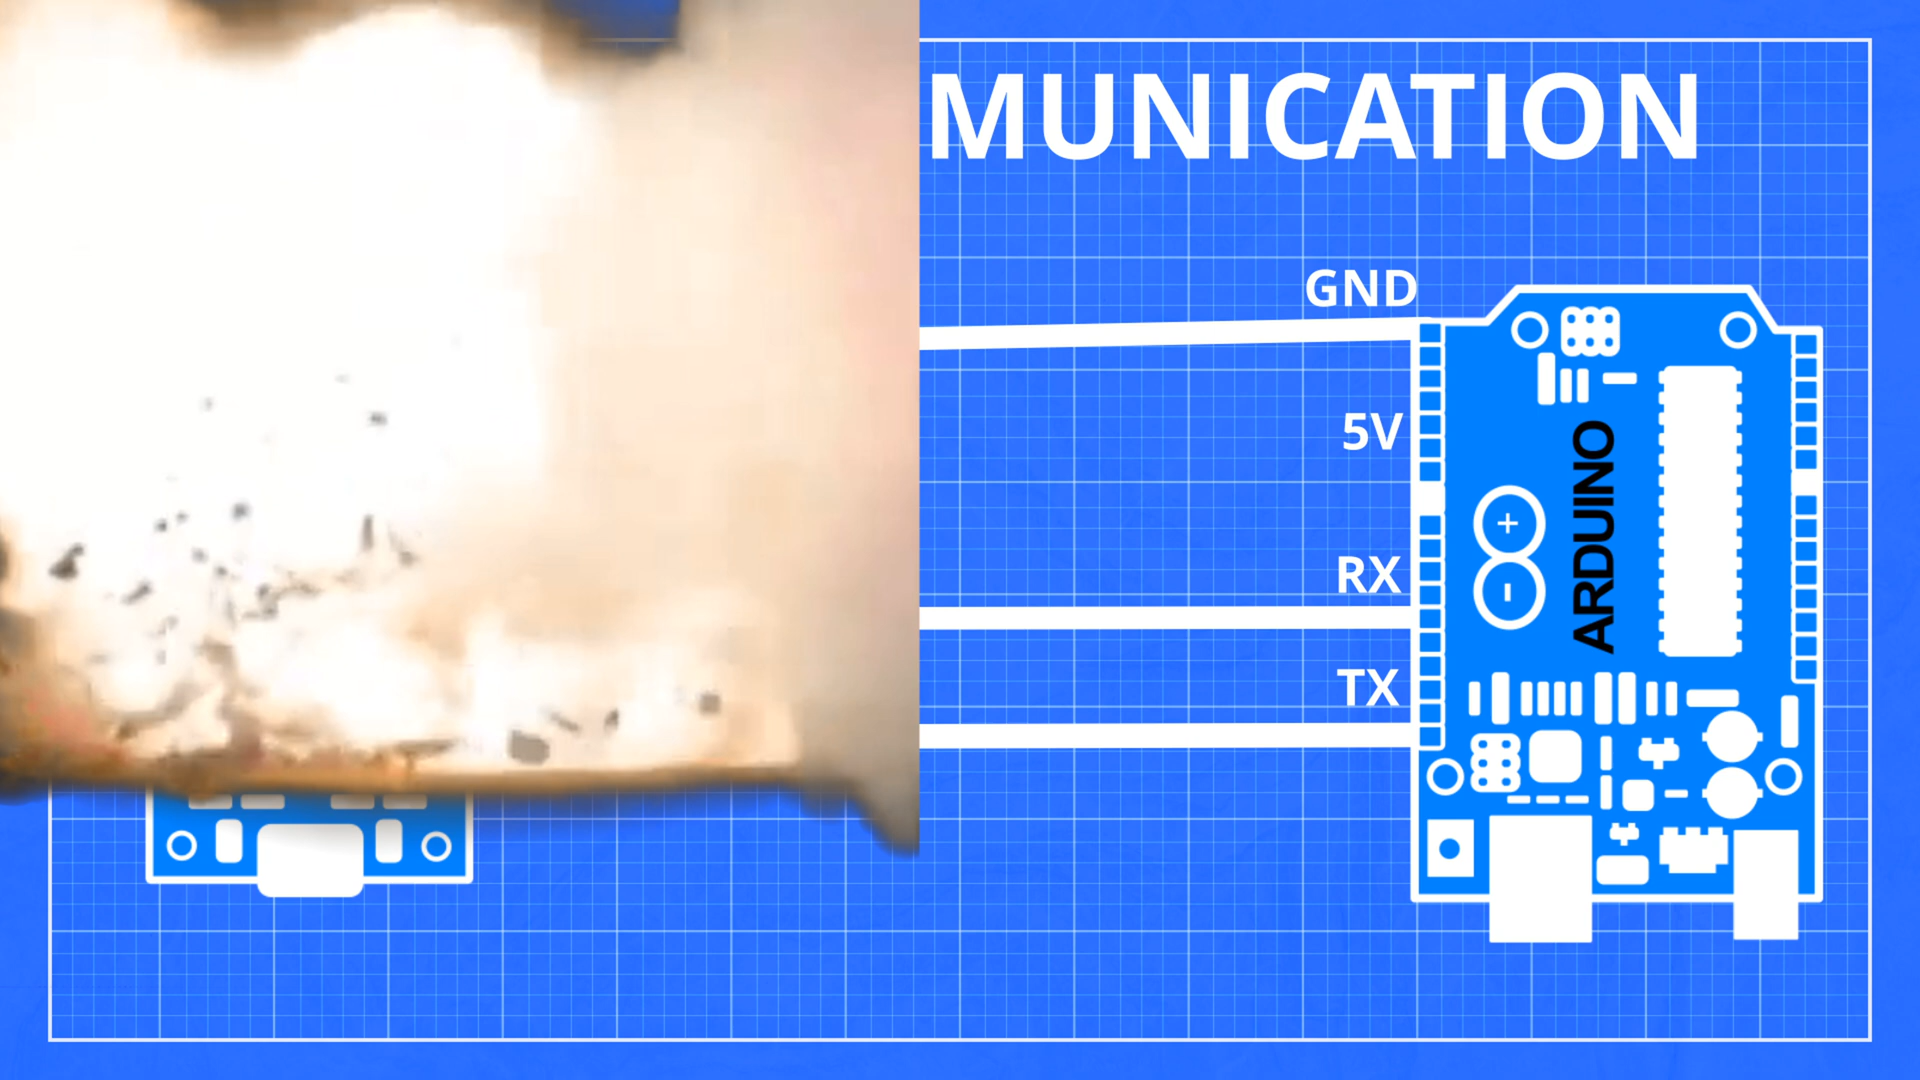 MUNICATION
GND
5V
RX
TX
ARDUINO
+
-